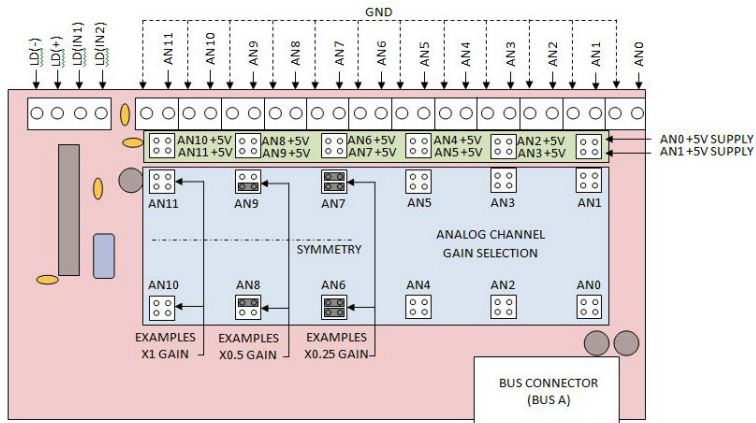 GND
LD(-)
LD(+)
LD(IN1)
LD(IN2)
AN11
AN10
AN9
AN8
AN7
AN6
AN5
AN4
AN3
AN2
AN1
AN0
AN10 +5V
AN8 +5V
AN6 +5V
AN4 +5V
AN2 +5V
AN0 +5V SUPPLY
AN11 +5V
AN9 +5V
AN7 +5V
AN5 +5V
AN3 +5V
AN1 +5V SUPPLY
AN11
AN9
AN7
AN5
AN3
AN1
SYMMETRY
ANALOG CHANNEL
GAIN SELECTION
AN10
AN8
AN6
AN4
AN2
AN0
EXAMPLES
X1 GAIN
EXAMPLES
X0.5 GAIN
EXAMPLES
X0.25 GAIN
BUS CONNECTOR
(BUS A)